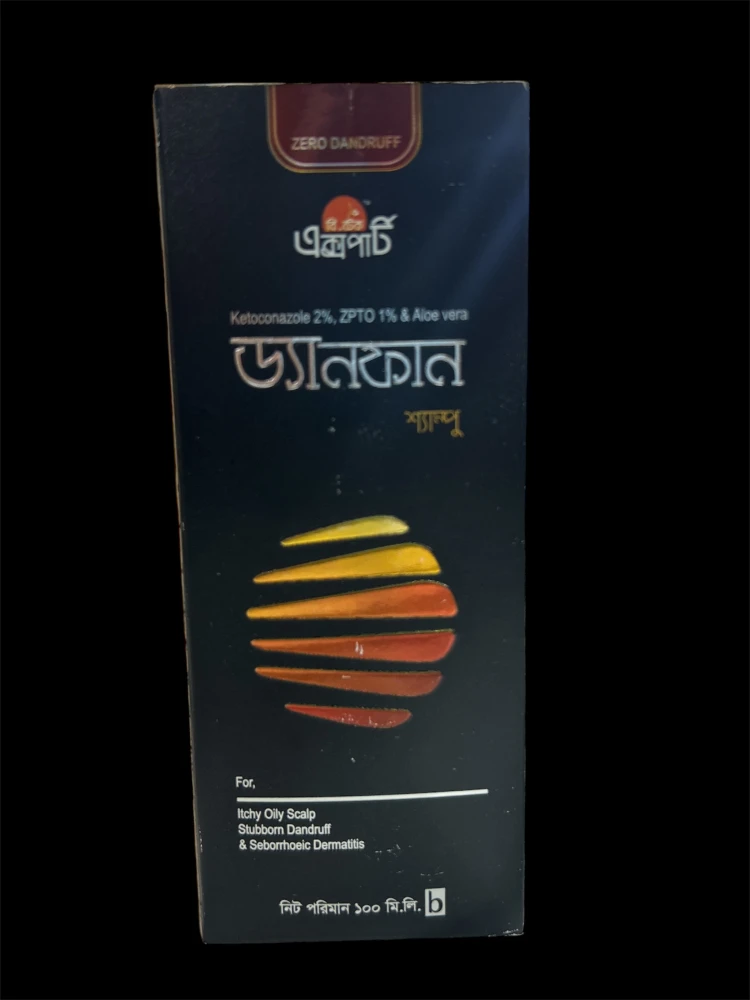 ZERO DANDRUFF
বি.টেক
এক্সপার্ট
Ketoconazole 2%, ZPTO 1% & Aloe vera
ড্যানফান
শ্যাম্পু
For,
Itchy Oily Scalp
Stubborn Dandruff
& Seborrhoeic Dermatitis
নিট পরিমান ১০০ মি.লি. b